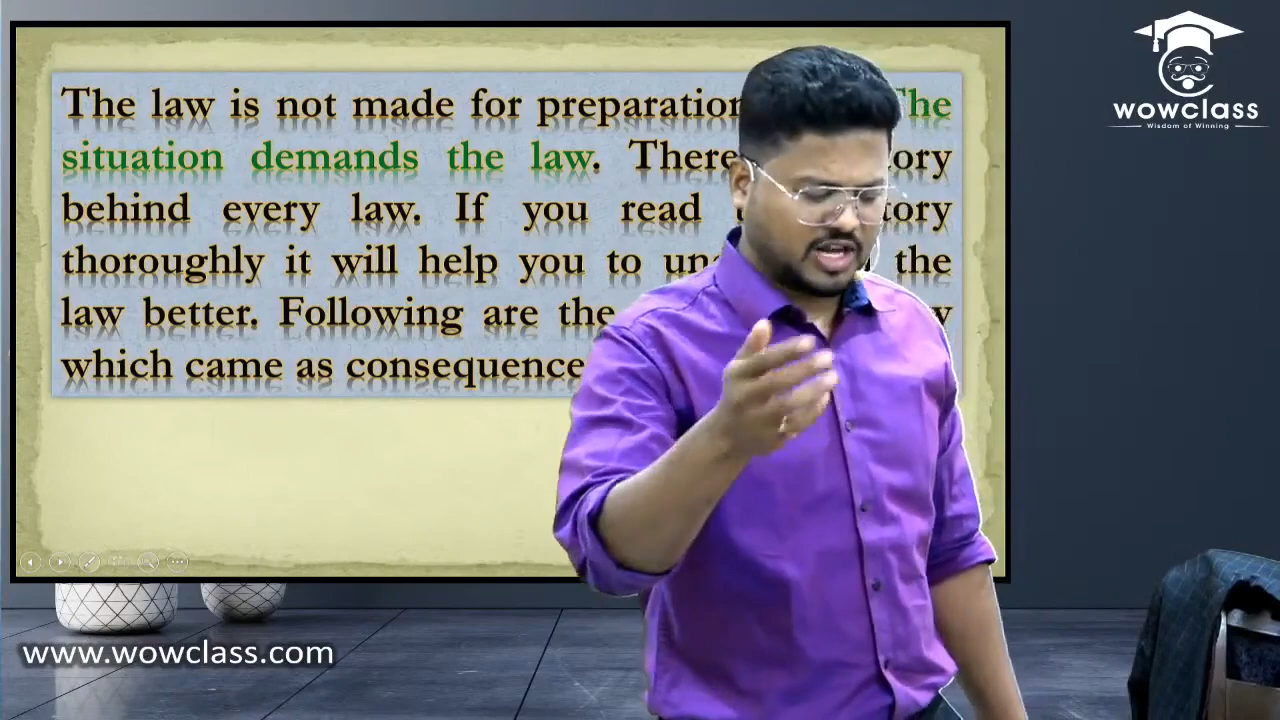 The law is not made for preparation The
situation demands the law. There
behind every law. If you read
thoroughly it will help you to the
law better. Following are the
which came as consequence
wowclass
Wisdom of Winning
www.wowclass.com